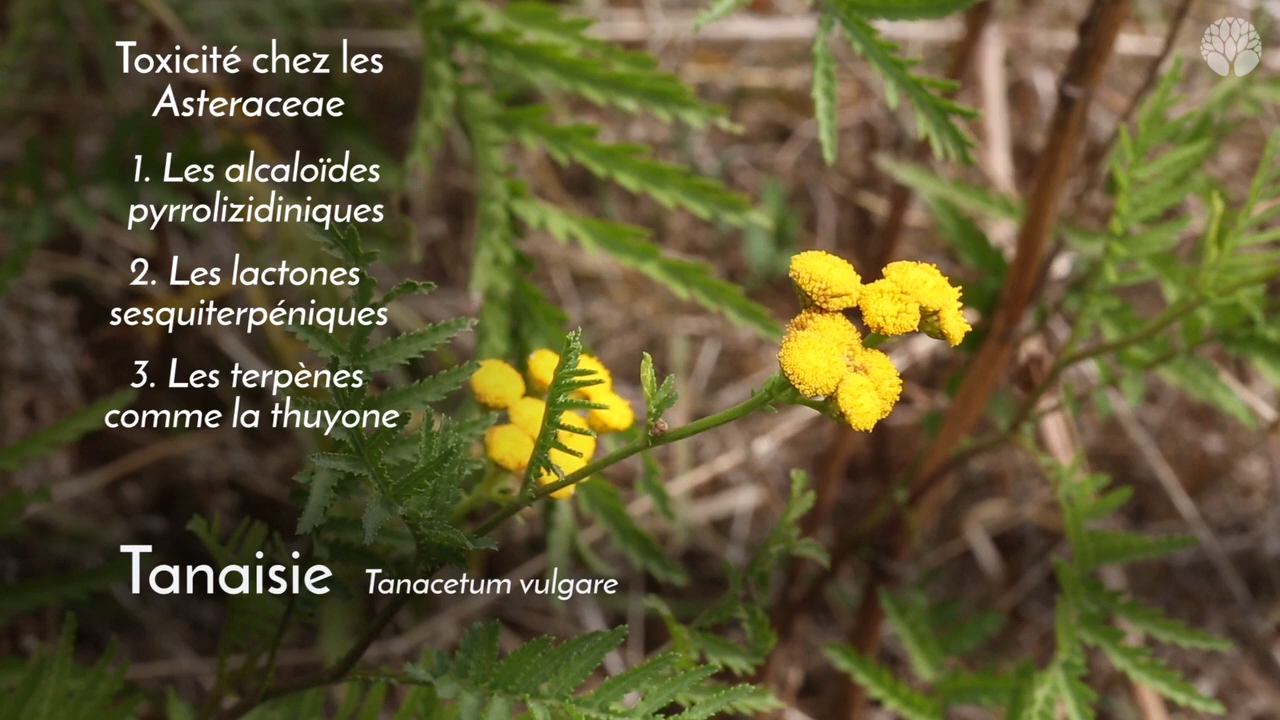 Toxicité chez les
Asteraceae
1. Les alcaloïdes
pyrrolizidiniques
2. Les lactones
sesquiterpéniques
3. Les terpènes
comme la thuyone
Tanaisie Tanacetum vulgare